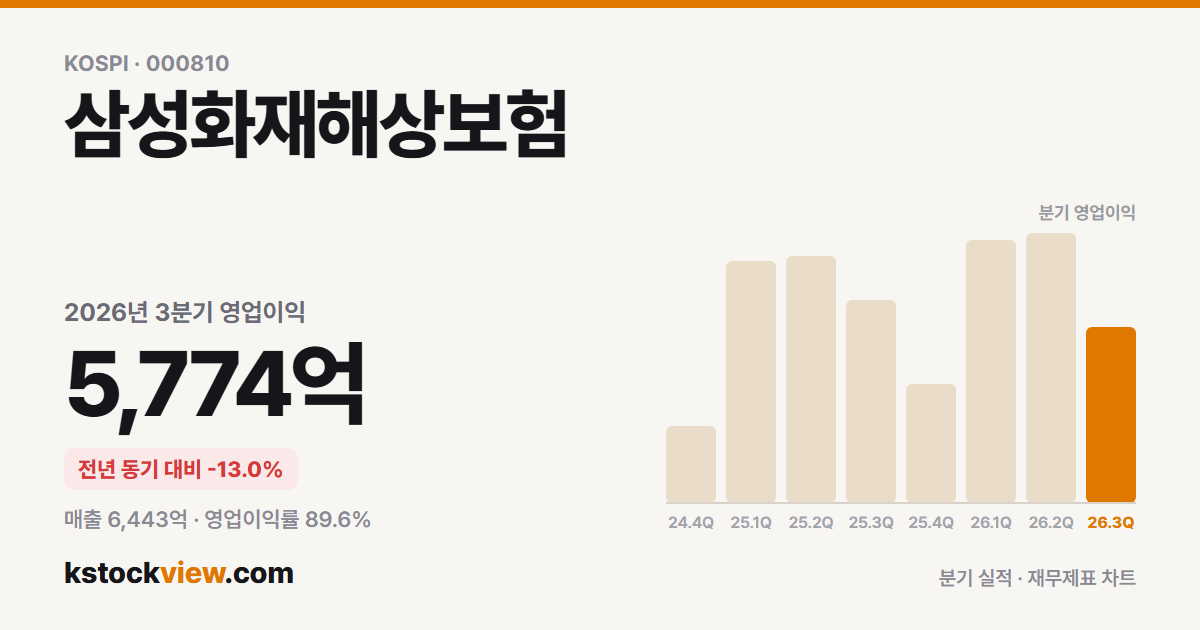 KOSPI · 000810
삼성화재해상보험
분기 영업이익
2026년 3분기 영업이익
5,774억
전년 동기 대비 -13.0%
매출 6,443억 · 영업이익률 89.6%
24.4Q 25.1Q 25.2Q 25.3Q 25.4Q 26.1Q 26.2Q 26.3Q
kstockview.com
분기 실적 · 재무제표 차트